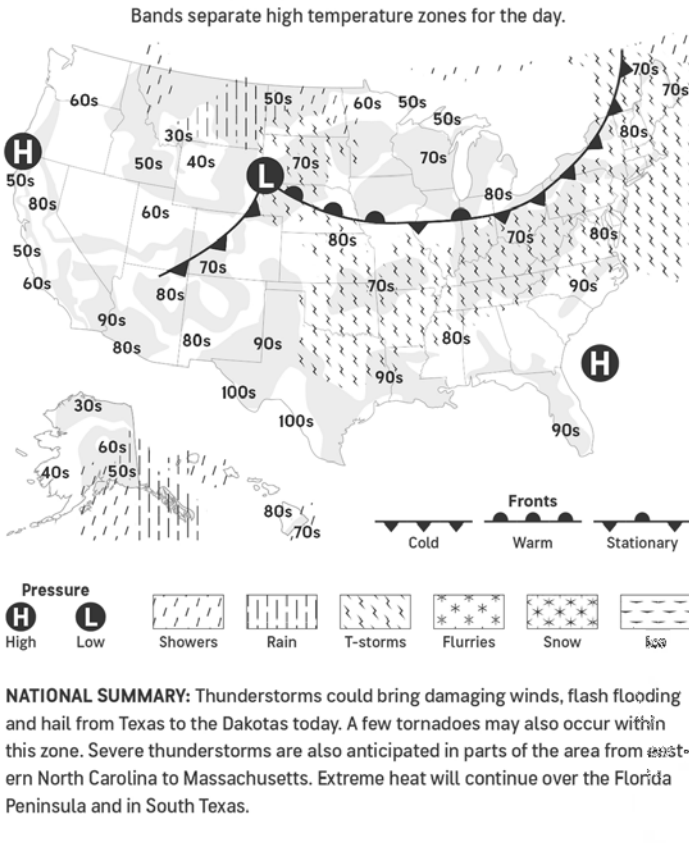 Bands separate high temperature zones for the day.
60s
50s
60s
50s
50s
70s
70s
30s
80s
H
50s
40s
70s
70s
L
50s
80s
60s
80s
80s
70s
80s
50s
70s
60s
80s
70s
90s
90s
80s
80s
90s
80s
H
90s
100s
100s
90s
30s
60s
40s
50s
80s
70s
Fronts
Cold
Warm
Stationary
Pressure
H
L
High
Low
Showers
Rain
T-storms
Flurries
Snow
NATIONAL SUMMARY: Thunderstorms could bring damaging winds, flash flooding
and hail from Texas to the Dakotas today. A few tornadoes may also occur within
this zone. Severe thunderstorms are also anticipated in parts of the area from east-
ern North Carolina to Massachusetts. Extreme heat will continue over the Florida
Peninsula and in South Texas.